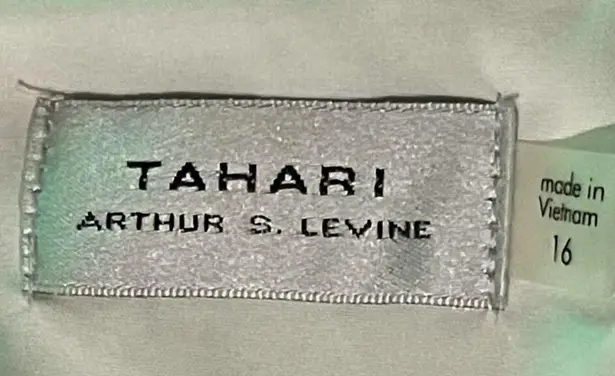 TAHARI
ARTHUR S. LEVINE
made in
Vietnam
16